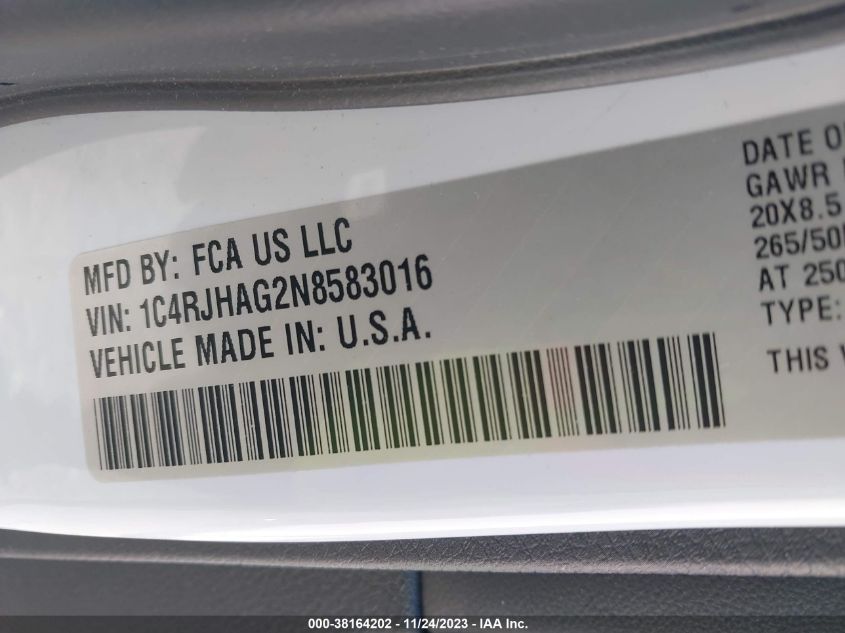 MFD BY: FCA US LLC
VIN: 1C4RJHAG2N8583016
VEHICLE MADE IN: U.S.A.
DATE O
GAWR
20X8.5
265/50
AT 250
TYPE:
THIS
000-38164202 - 11/24/2023 - IAA Inc.